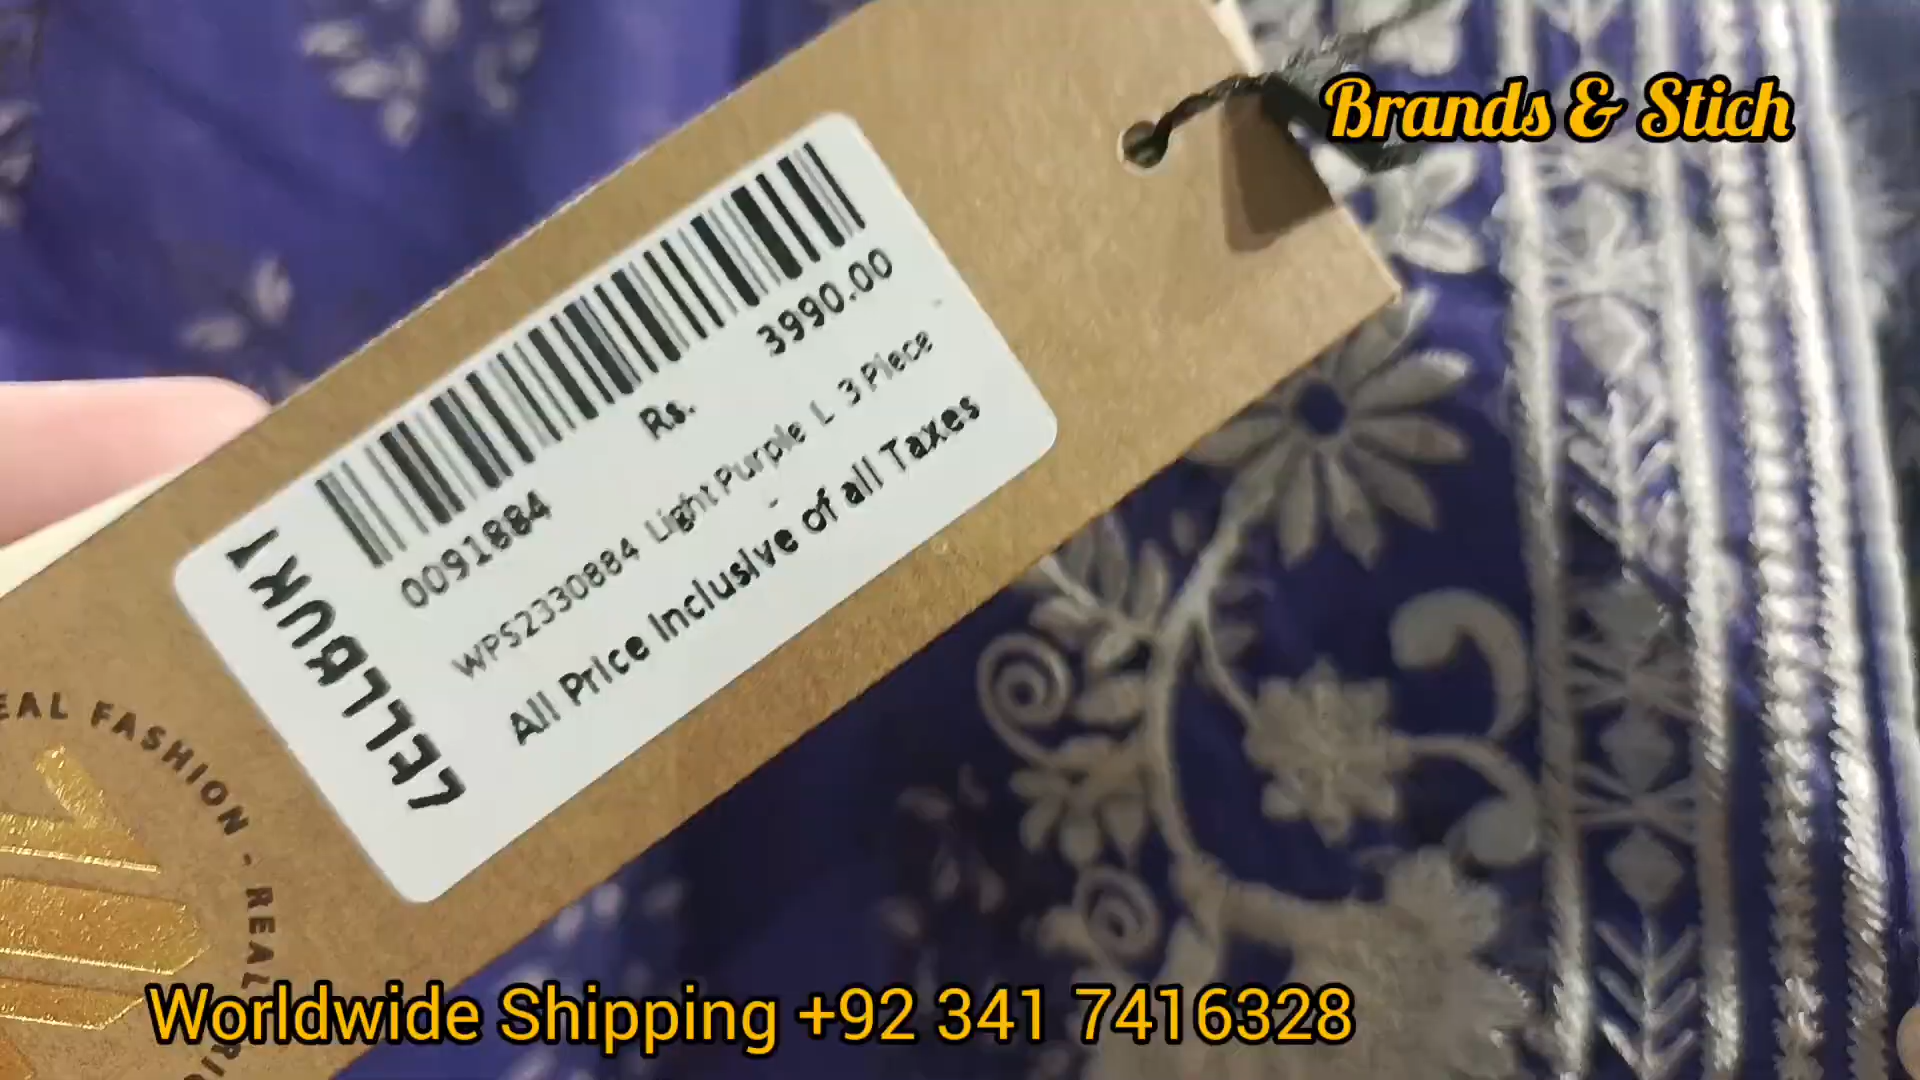 Brands & Stich
3990.00
Rs.
0091884
WPS2330884 Light Purple L 3 Piece
All Price Inclusive of all Taxes
ZELLBURY
EAL FASHION - REAL
Worldwide Shipping +92 341 7416328